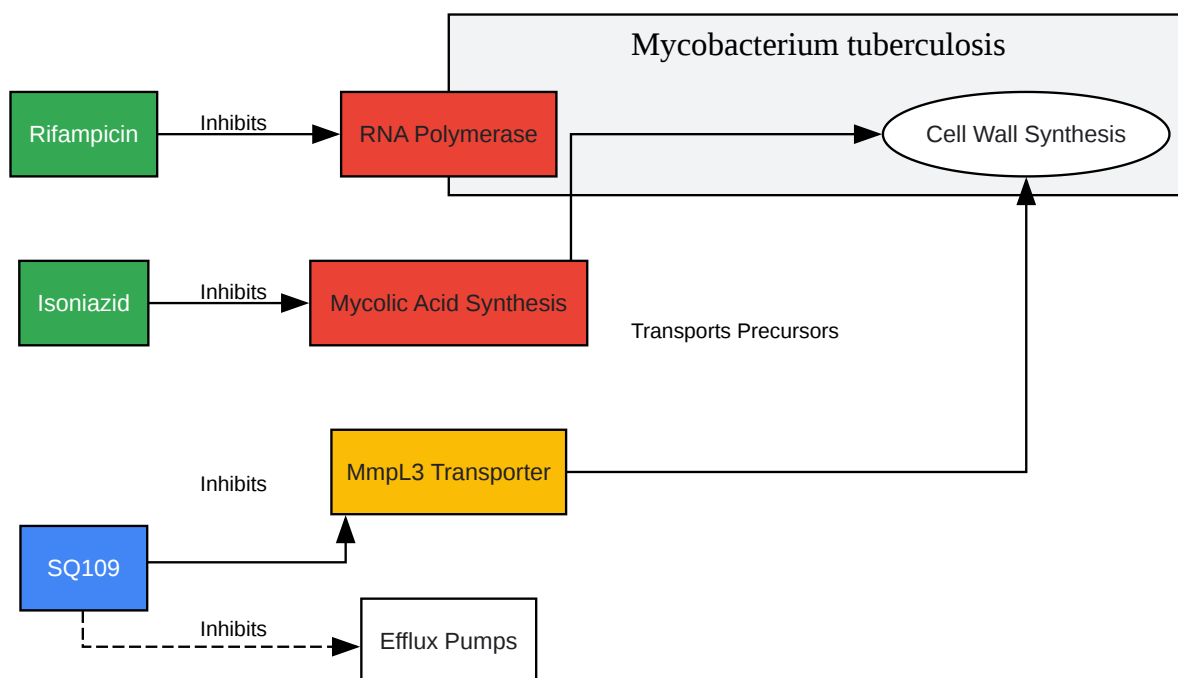 Mycobacterium tuberculosis
Rifampicin
Inhibits
RNA Polymerase
Cell Wall Synthesis
Isoniazid
Inhibits
Mycolic Acid Synthesis
Transports Precursors
MmpL3 Transporter
Inhibits
SQ109
Inhibits
Efflux Pumps